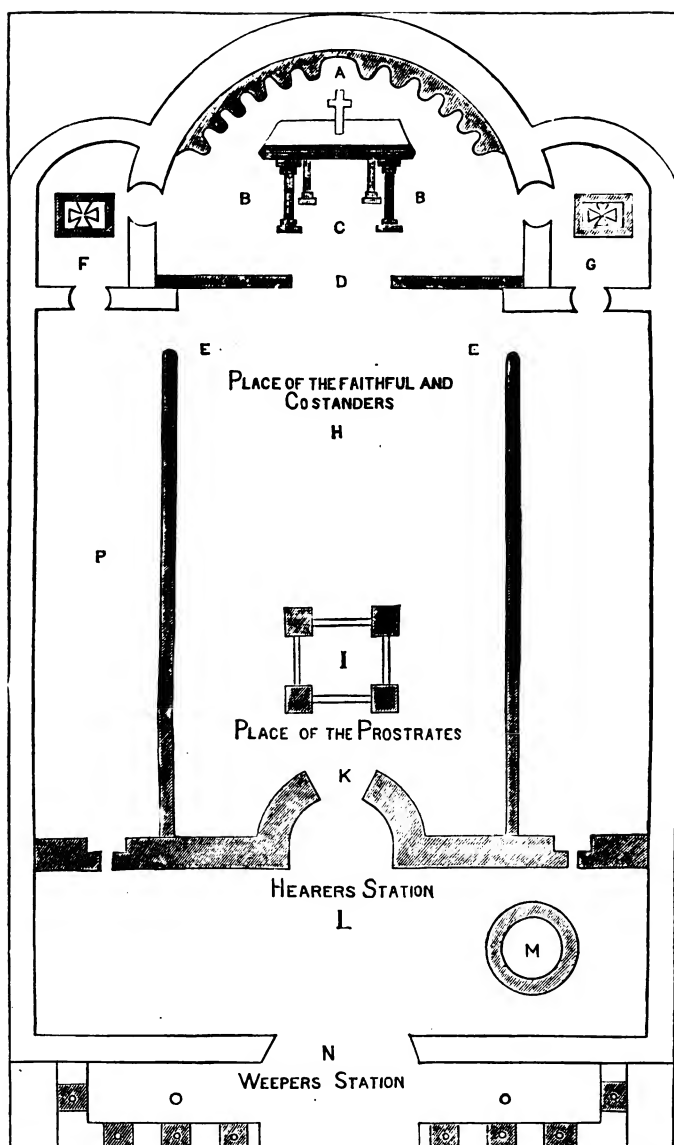 A
B B
C
F G
D
E E
PLACE OF THE FAITHFUL AND
COSTANDERS
H
P
I
PLACE OF THE PROSTRATES
K
HEARERS STATION
L
M
N
WEEPERS STATION